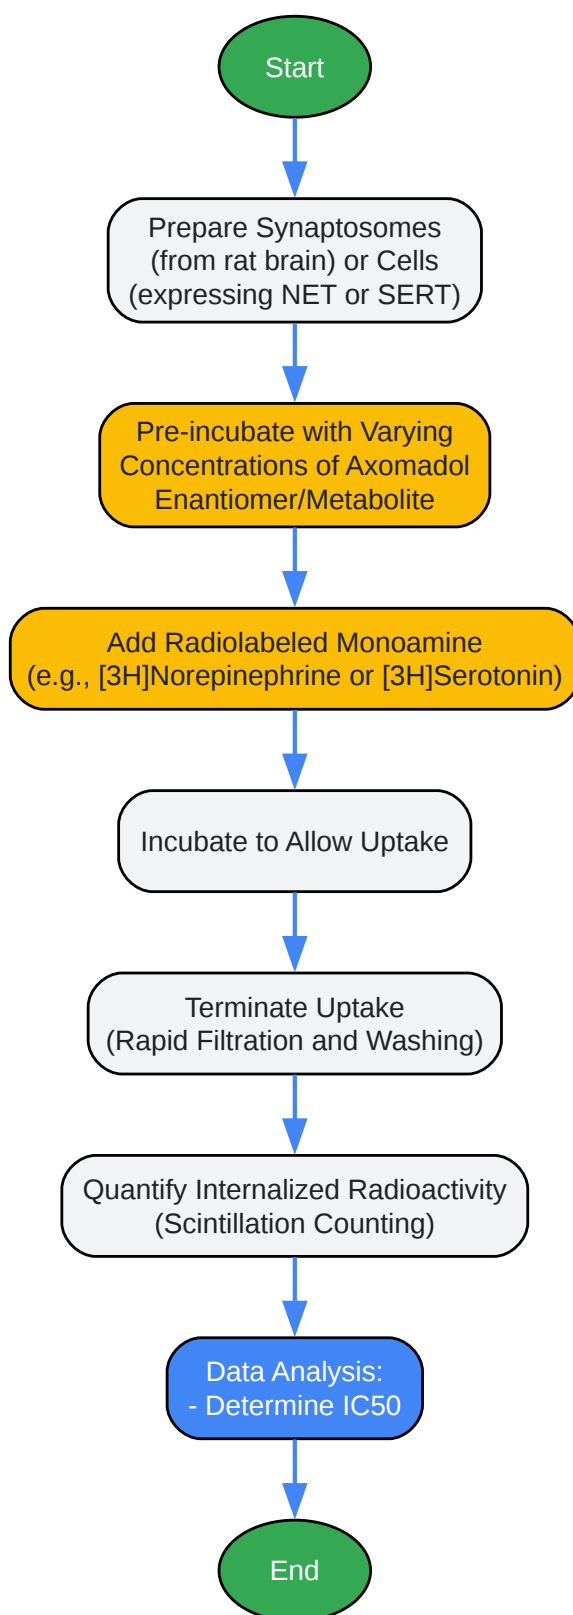 Start
Prepare Synaptosomes
(from rat brain) or Cells
(expressing NET or SERT)
Pre-incubate with Varying
Concentrations of Axomadol
Enantiomer/Metabolite
Add Radiolabeled Monoamine
(e.g., [3H]Norepinephrine or [3H]Serotonin)
Incubate to Allow Uptake
Terminate Uptake
(Rapid Filtration and Washing)
Quantify Internalized Radioactivity
(Scintillation Counting)
Data Analysis:
- Determine IC50
End